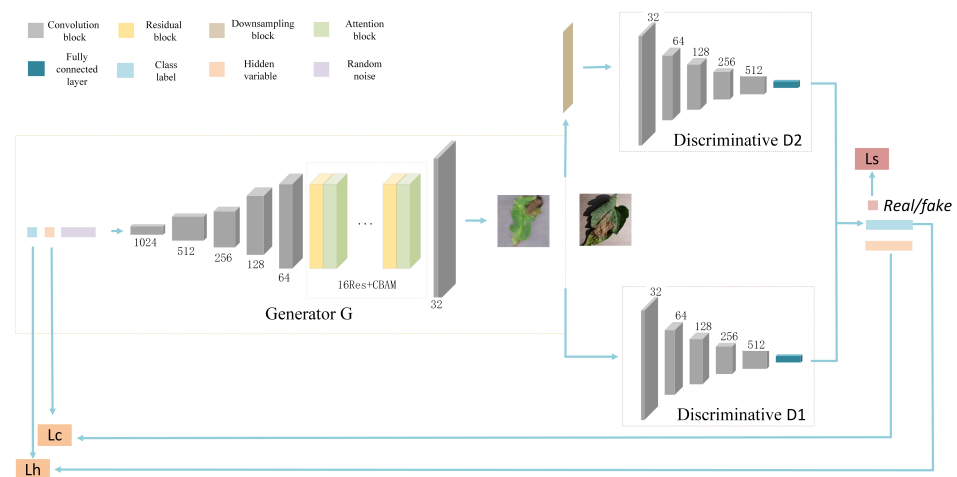 Convolution
block
Residual
block
Downsampling
block
Attention
block
Fully
connected
layer
Class
label
Hidden
variable
Random
noise
32
64
128
256
512
Discriminative D2
Ls
Real/fake
1024
512
256
128
64
16Res+CBAM
32
Generator G
32
64
128
256
512
Discriminative D1
Lc
Lh